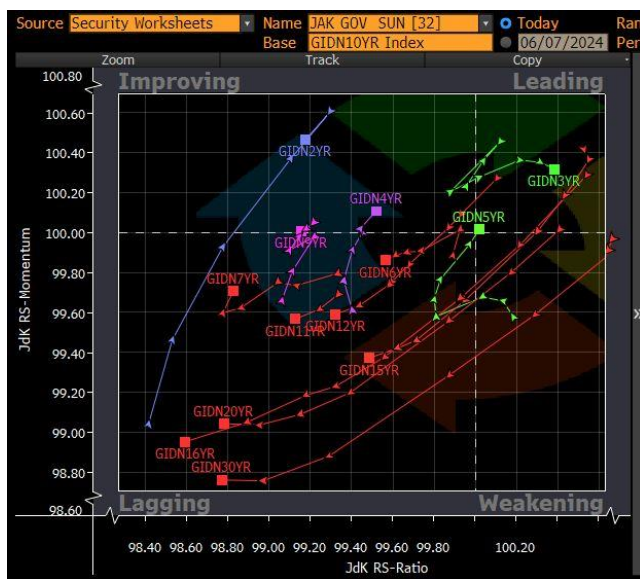 Source Security Worksheets Name JAK GOV SUN [32] Today Ran
Base GIDN10YR Index 06/07/2024 Per
Zoom Track Copy
100.80
Improving Leading
100.60
GIDN2YR
100.40
GIDN3YR
100.20
GIDN4YR
GIDN5YR
100.00
GIDN9YR
GIDN6YR
99.80
GIDN7YR
99.60
GIDN11YR GIDN12YR
99.40
GIDN15YR
99.20
GIDN20YR
99.00
GIDN16YR
98.80
GIDN30YR
98.60
Lagging Weakening
JdK RS-Momentum
98.40 98.60 98.80 99.00 99.20 99.40 99.60 99.80 100.20
JdK RS-Ratio